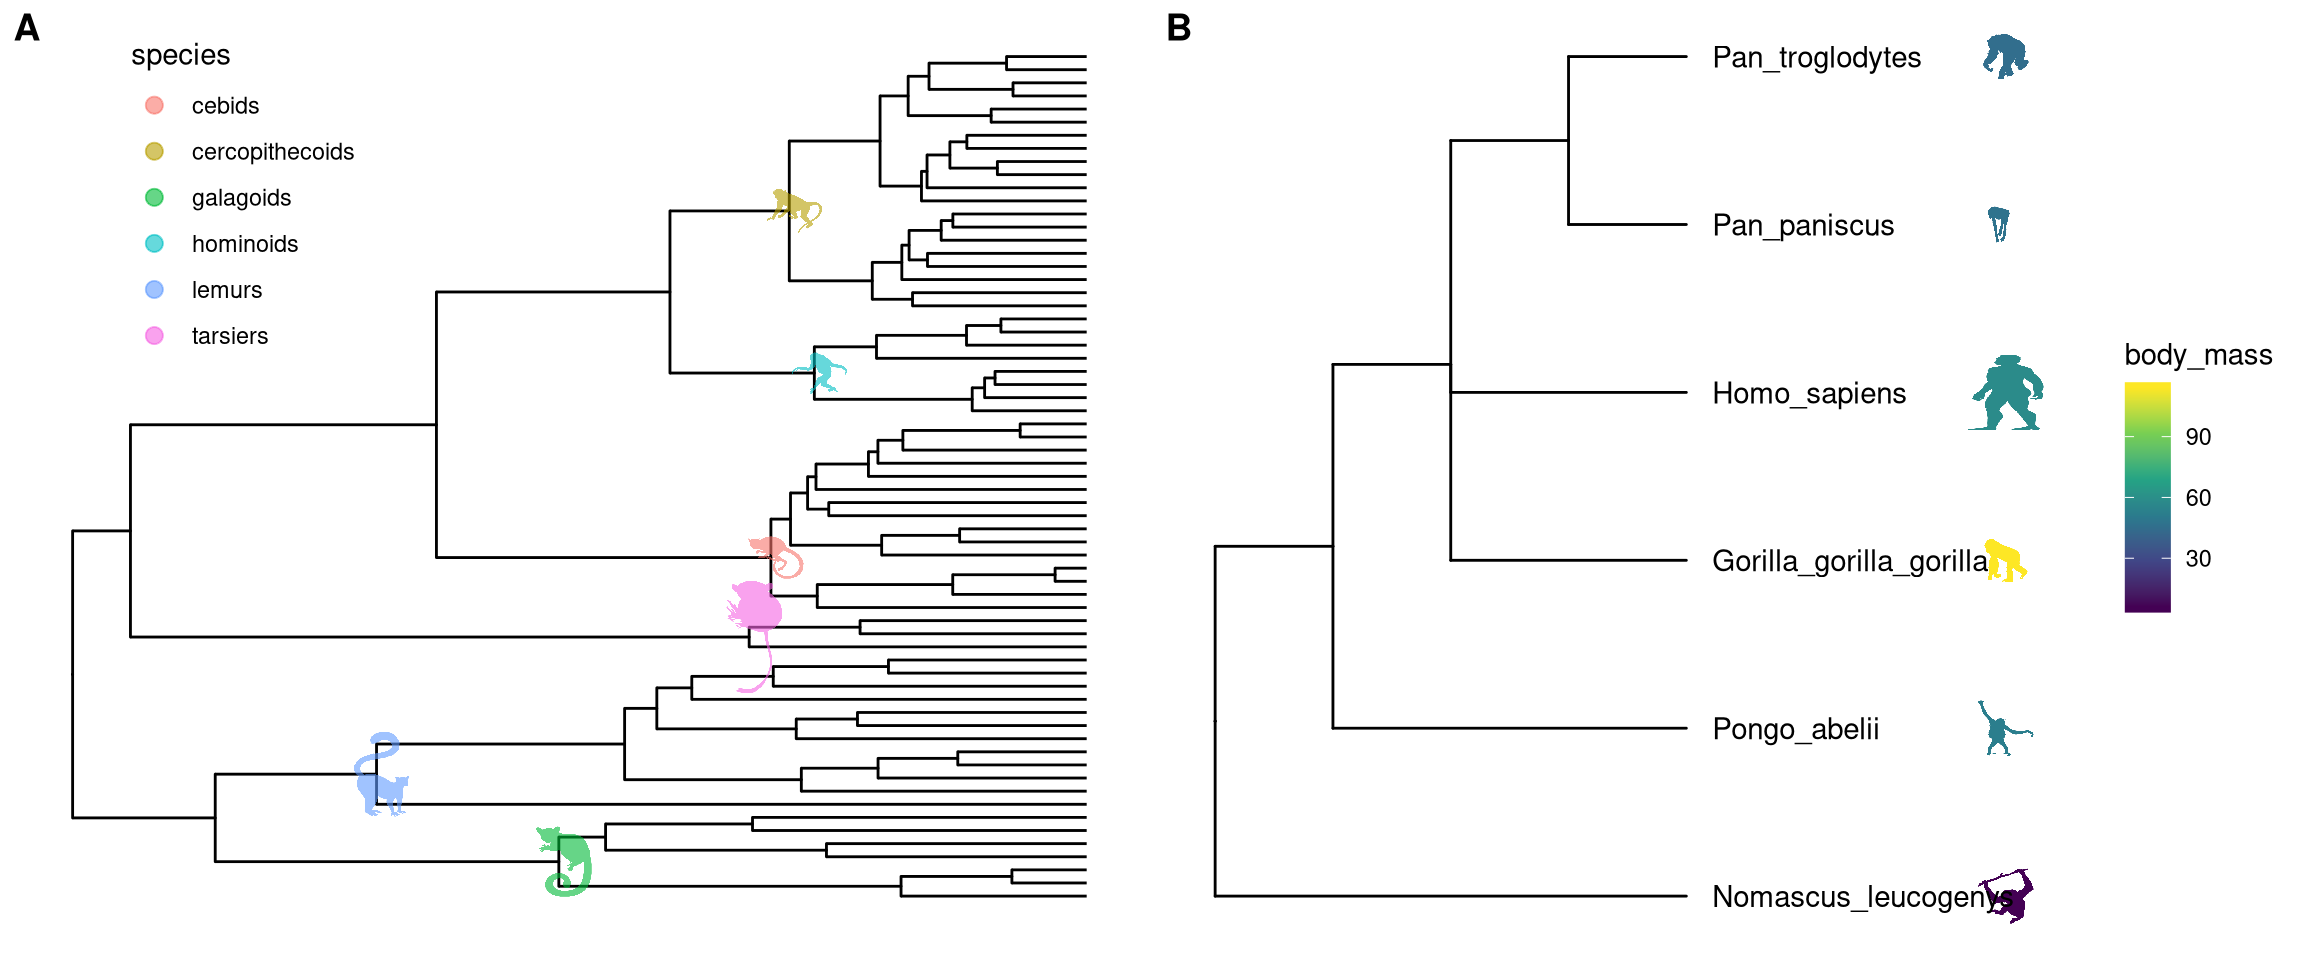 A
species
cebids
cercopithecoids
galagoids
hominoids
lemurs
tarsiers
B
Pan_troglodytes
Pan_paniscus
Homo_sapiens
Gorilla_gorilla_gorilla
Pongo_abelii
Nomascus_leucogenys
body_mass
90
60
30